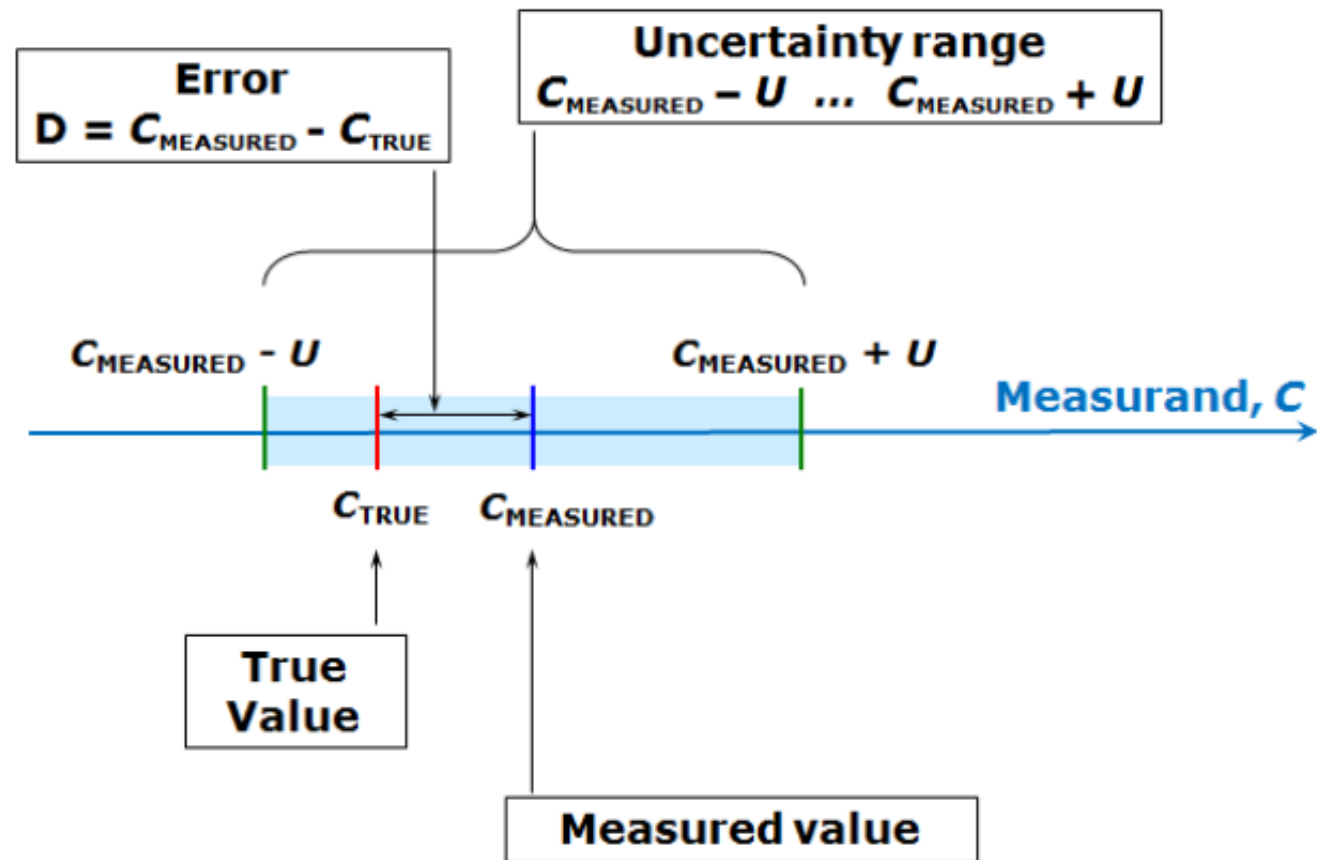 Error
D = C_MEASURED - C_TRUE
Uncertainty range
C_MEASURED – U ... C_MEASURED + U
C_MEASURED - U
C_MEASURED + U
Measurand, C
C_TRUE
C_MEASURED
True
Value
Measured value